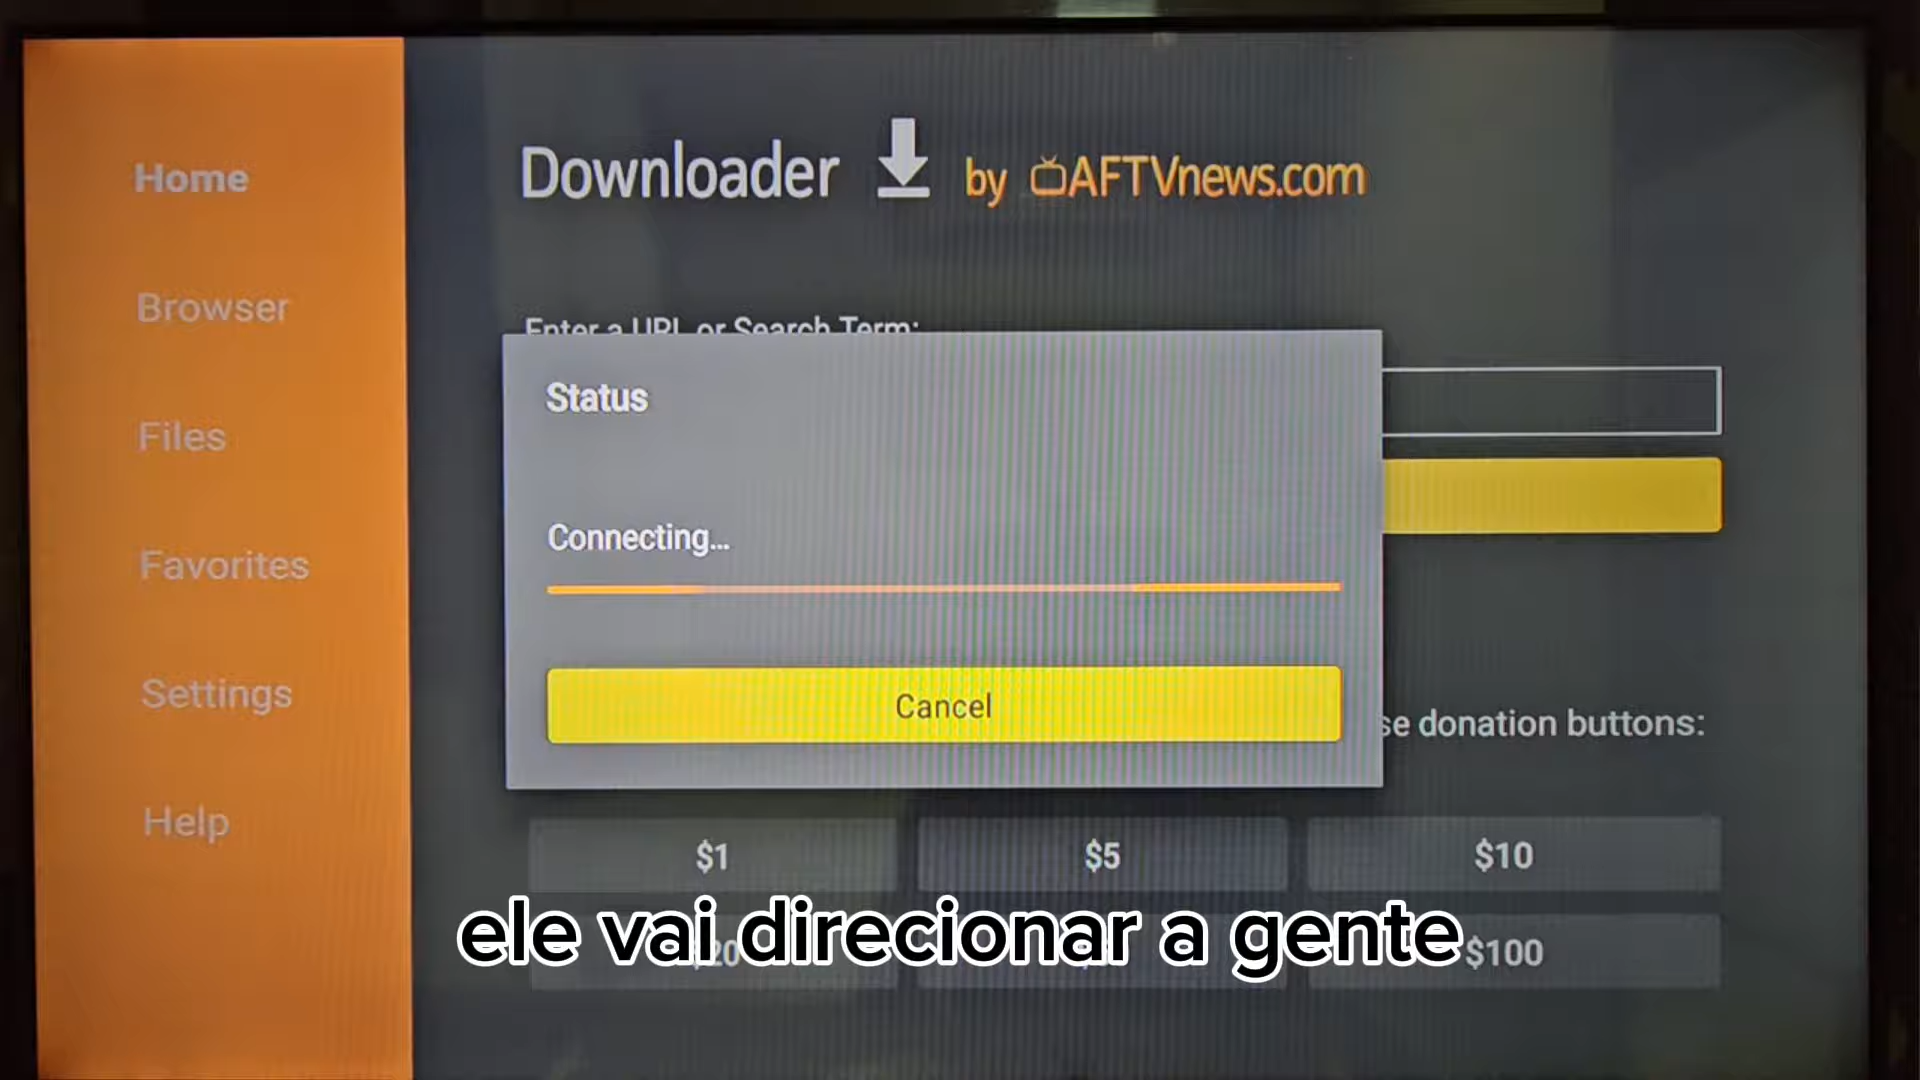 Home
Browser
Files
Favorites
Settings
Help
Downloader by AFTVnews.com
Enter a URL or Search Term:
Status
Connecting...
Cancel
se donation buttons:
$1 $5 $10
$100
ele vai direcionar a gente